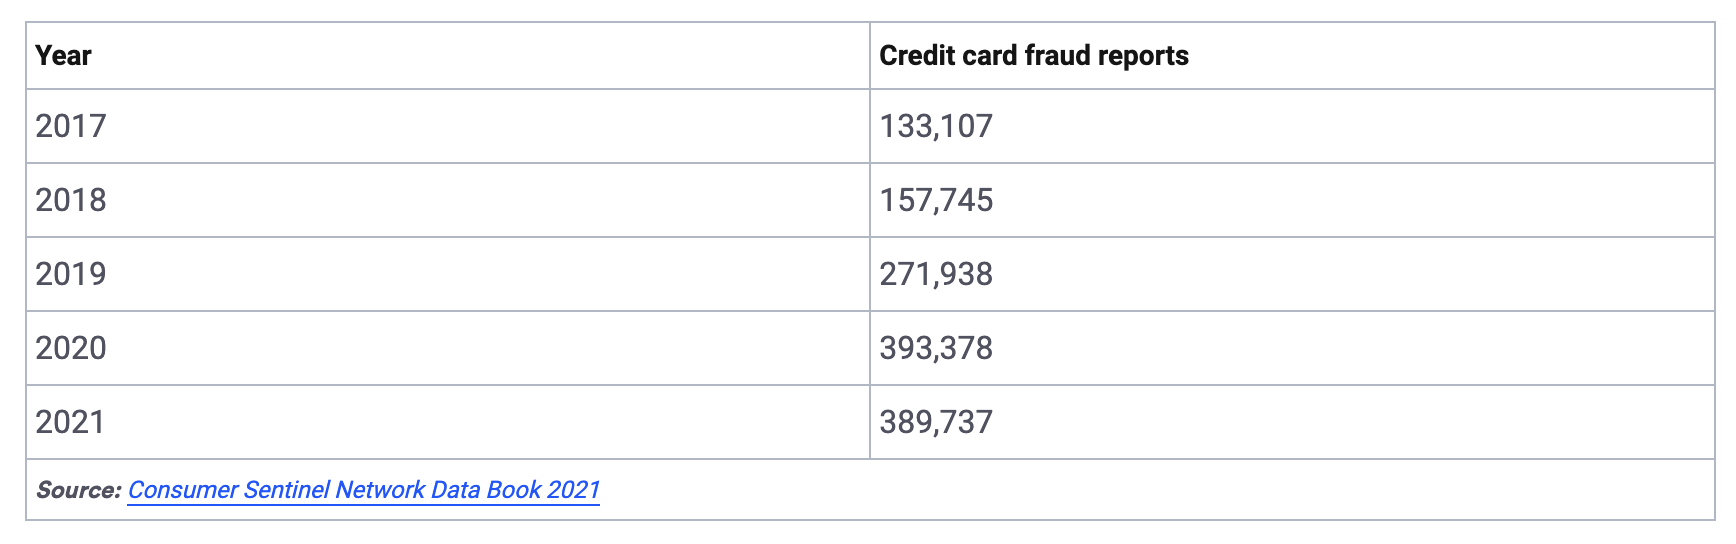 Year Credit card fraud reports
2017 133,107
2018 157,745
2019 271,938
2020 393,378
2021 389,737
Source: Consumer Sentinel Network Data Book 2021